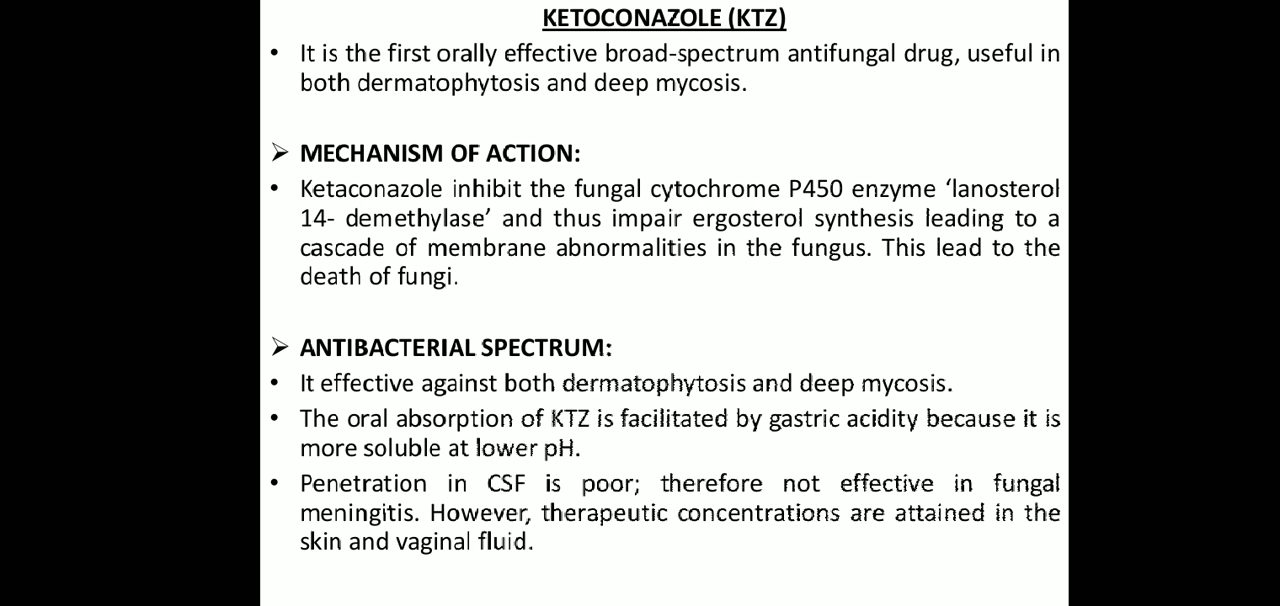 KETOCONAZOLE (KTZ)
• It is the first orally effective broad-spectrum antifungal drug, useful in
both dermatophytosis and deep mycosis.
➢ MECHANISM OF ACTION:
• Ketaconazole inhibit the fungal cytochrome P450 enzyme ‘lanosterol
14- demethylase’ and thus impair ergosterol synthesis leading to a
cascade of membrane abnormalities in the fungus. This lead to the
death of fungi.
➢ ANTIBACTERIAL SPECTRUM:
• It effective against both dermatophytosis and deep mycosis.
• The oral absorption of KTZ is facilitated by gastric acidity because it is
more soluble at lower pH.
• Penetration in CSF is poor; therefore not effective in fungal
meningitis. However, therapeutic concentrations are attained in the
skin and vaginal fluid.